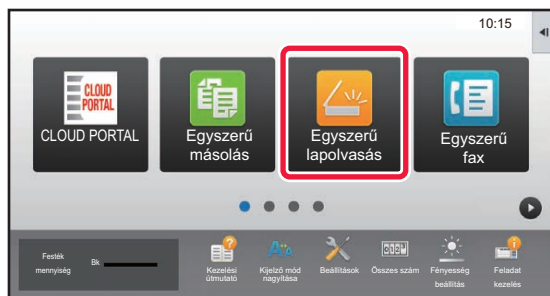 10:15
CLOUD
PORTAL
CLOUD PORTAL
Egyszerű
másolás
Egyszerű
lapolvasás
Egyszerű
fax
Festék
mennyiség
Bk
Kezelési
útmutató
Kijelző mód
nagyítása
Beállítások
Összes szám
Fényesség
beállítás
Feladat
kezelés